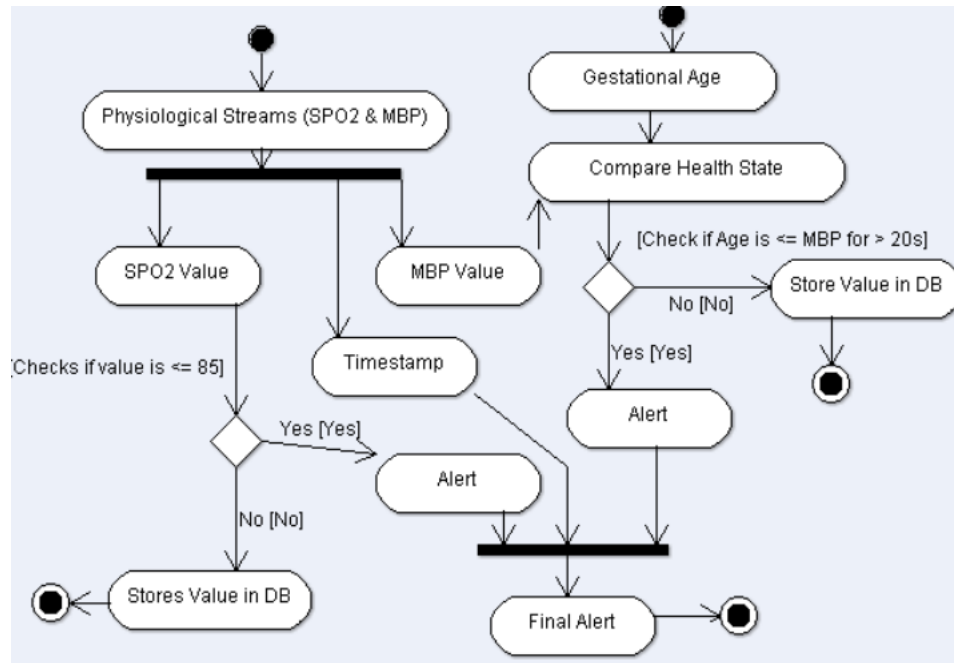 Gestational Age
Physiological Streams (SPO2 & MBP)
Compare Health State
[Check if Age is <= MBP for > 20s]
SPO2 Value
MBP Value
Store Value in DB
No [No]
Timestamp
Yes [Yes]
[Checks if value is <= 85]
Alert
Yes [Yes]
Alert
No [No]
Stores Value in DB
Final Alert